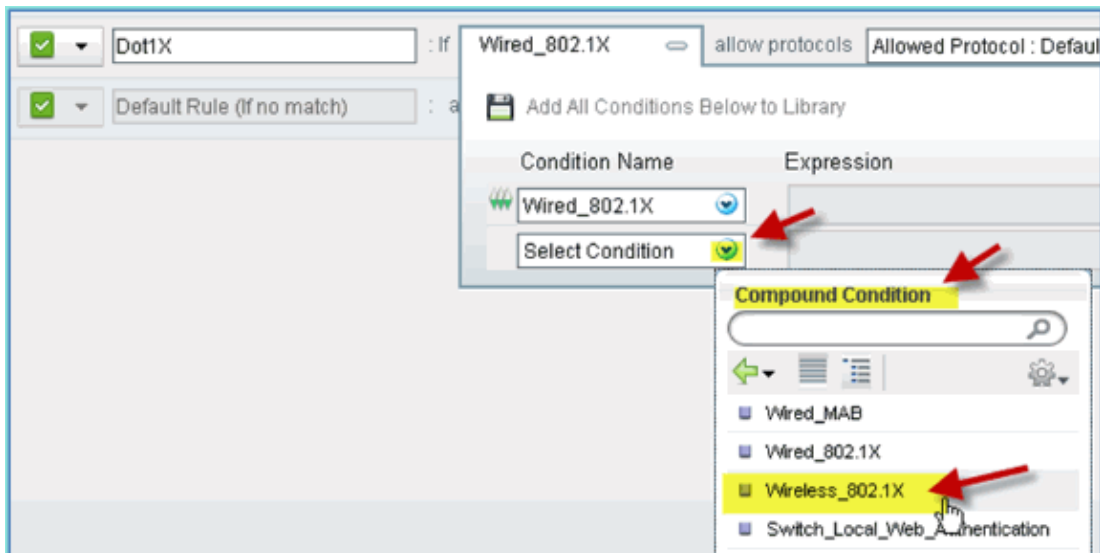 Dot1X : If Wired_802.1X allow protocols Allowed Protocol : Defaul
Default Rule (If no match) : a
Add All Conditions Below to Library
Condition Name Expression
Wired_802.1X
Select Condition
Compound Condition
Wired_MAB
Wired_802.1X
Wireless_802.1X
Switch_Local_Web_Authentication